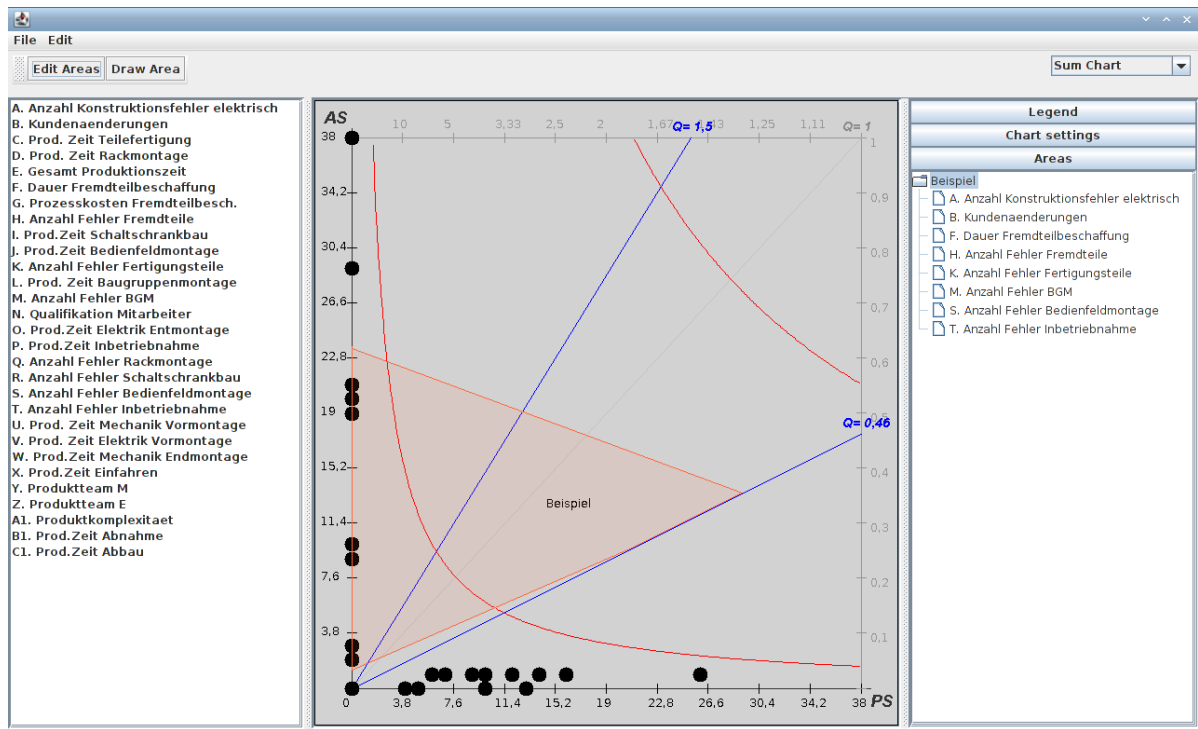 File Edit
Edit Areas Draw Area
Sum Chart
A. Anzahl Konstruktionsfehler elektrisch
B. Kundenaenderungen
C. Prod. Zeit Teilefertigung
D. Prod. Zeit Rackmontage
E. Gesamt Produktionszeit
F. Dauer Fremdteilbeschaffung
G. Prozesskosten Fremdteilbesch.
H. Anzahl Fehler Fremdteile
I. Prod.Zeit Schaltschrankbau
J. Prod.Zeit Bedienfeldmontage
K. Anzahl Fehler Fertigungsteile
L. Prod. Zeit Baugruppenmontage
M. Anzahl Fehler BGM
N. Qualifikation Mitarbeiter
O. Prod.Zeit Elektrik Entmontage
P. Prod.Zeit Inbetriebnahme
Q. Anzahl Fehler Rackmontage
R. Anzahl Fehler Schaltschrankbau
S. Anzahl Fehler Bedienfeldmontage
T. Anzahl Fehler Inbetriebnahme
U. Prod. Zeit Mechanik Vormontage
V. Prod. Zeit Elektrik Vormontage
W. Prod.Zeit Mechanik Endmontage
X. Prod.Zeit Einfahren
Y. Produktteam M
Z. Produktteam E
A1. Produktkomplexitaet
B1. Prod.Zeit Abnahme
C1. Prod.Zeit Abbau
AS
10 5 3,33 2,5 2 1,67 Q= 1,5 1,25 1,11 Q= 1
38 1
34,2 0,9
30,4 0,8
26,6 0,7
22,8 0,6
19 0,5
Q= 0,46
15,2 0,4
Beispiel
11,4 0,3
7,6 0,2
3,8 0,1
0 3,8 7,6 11,4 15,2 19 22,8 26,6 30,4 34,2 38 PS
Legend
Chart settings
Areas
Beispiel
A. Anzahl Konstruktionsfehler elektrisch
B. Kundenaenderungen
F. Dauer Fremdteilbeschaffung
H. Anzahl Fehler Fremdteile
K. Anzahl Fehler Fertigungsteile
M. Anzahl Fehler BGM
S. Anzahl Fehler Bedienfeldmontage
T. Anzahl Fehler Inbetriebnahme